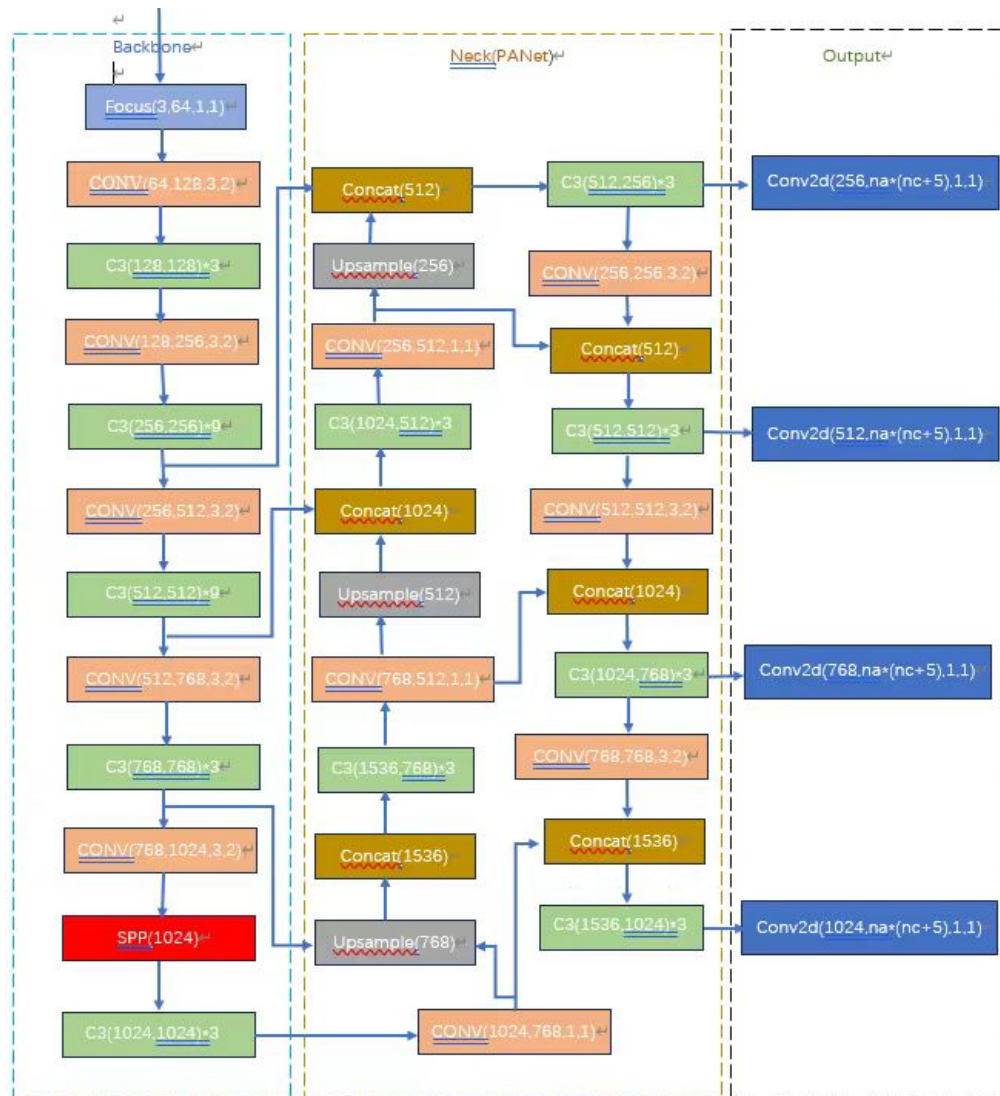 Backbone↵
Focus(3,64,1,1)↵
CONV(64,128,3,2)↵
C3(128,128)*3↵
CONV(128,256,3,2)↵
C3(256,256)*9↵
CONV(256,512,3,2)↵
C3(512,512)*9↵
CONV(512,768,3,2)↵
C3(768,768)*3↵
CONV(768,1024,3,2)↵
SPP(1024)↵
C3(1024,1024)*3↵
Neck(PANet)↵
Concat(512)↵
Upsample(256)↵
CONV(256,512,1,1)↵
C3(1024,512)*3↵
Concat(1024)↵
Upsample(512)↵
CONV(768,512,1,1)↵
C3(1536,768)*3↵
Concat(1536)↵
Upsample(768)↵
CONV(1024,768,1,1)↵
C3(512,256)*3↵
CONV(256,256,3,2)↵
Concat(512)↵
C3(512,512)*3↵
CONV(512,512,3,2)↵
Concat(1024)↵
C3(1024,768)*3↵
CONV(768,768,3,2)↵
Concat(1536)↵
C3(1536,1024)*3↵
Output↵
Conv2d(256,na*(nc+5),1,1)↵
Conv2d(512,na*(nc+5),1,1)↵
Conv2d(768,na*(nc+5),1,1)↵
Conv2d(1024,na*(nc+5),1,1)↵